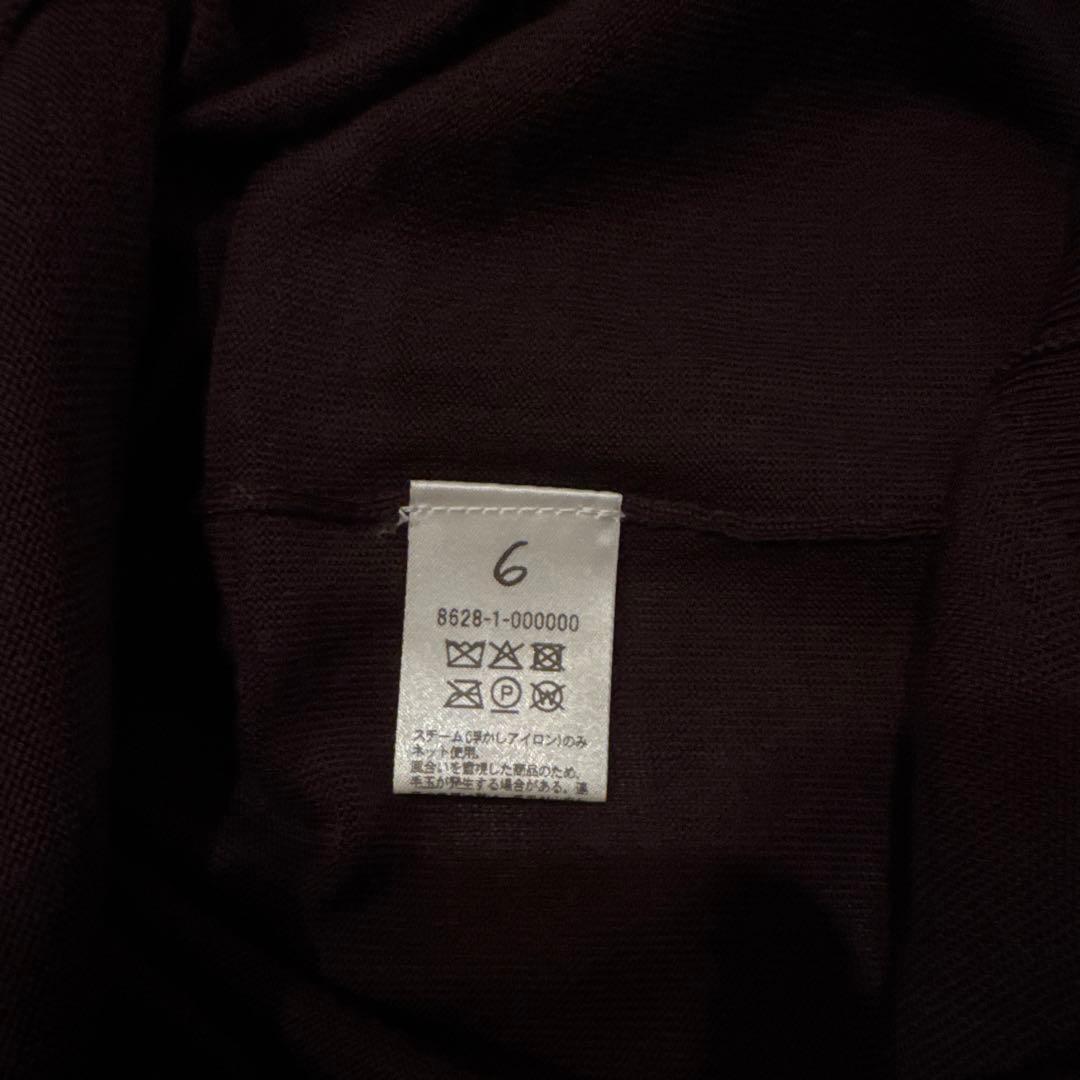 6
8628-1-000000
P
W
スチーム(浮かしアイロン)のみ
ネット使用。
風合いを重視した商品のため、
毛玉が発生する場合がある。連